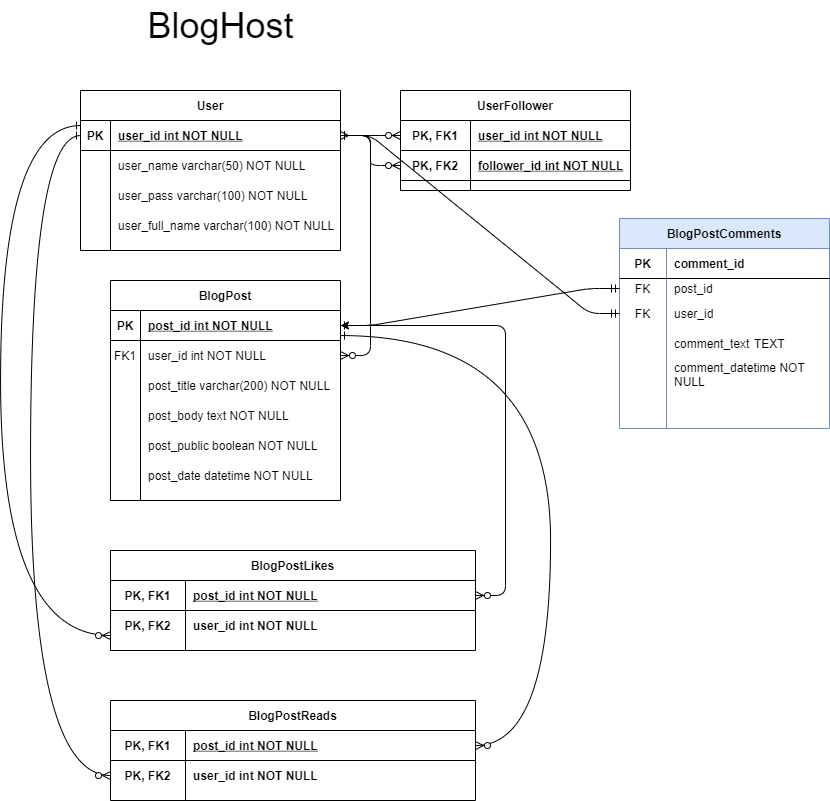 BlogHost
User
PK user_id int NOT NULL
user_name varchar(50) NOT NULL
user_pass varchar(100) NOT NULL
user_full_name varchar(100) NOT NULL
UserFollower
PK, FK1 user_id int NOT NULL
PK, FK2 follower_id int NOT NULL
BlogPostComments
PK comment_id
FK post_id
FK user_id
comment_text TEXT
comment_datetime NOT
NULL
BlogPost
PK post_id int NOT NULL
FK1 user_id int NOT NULL
post_title varchar(200) NOT NULL
post_body text NOT NULL
post_public boolean NOT NULL
post_date datetime NOT NULL
BlogPostLikes
PK, FK1 post_id int NOT NULL
PK, FK2 user_id int NOT NULL
BlogPostReads
PK, FK1 post_id int NOT NULL
PK, FK2 user_id int NOT NULL